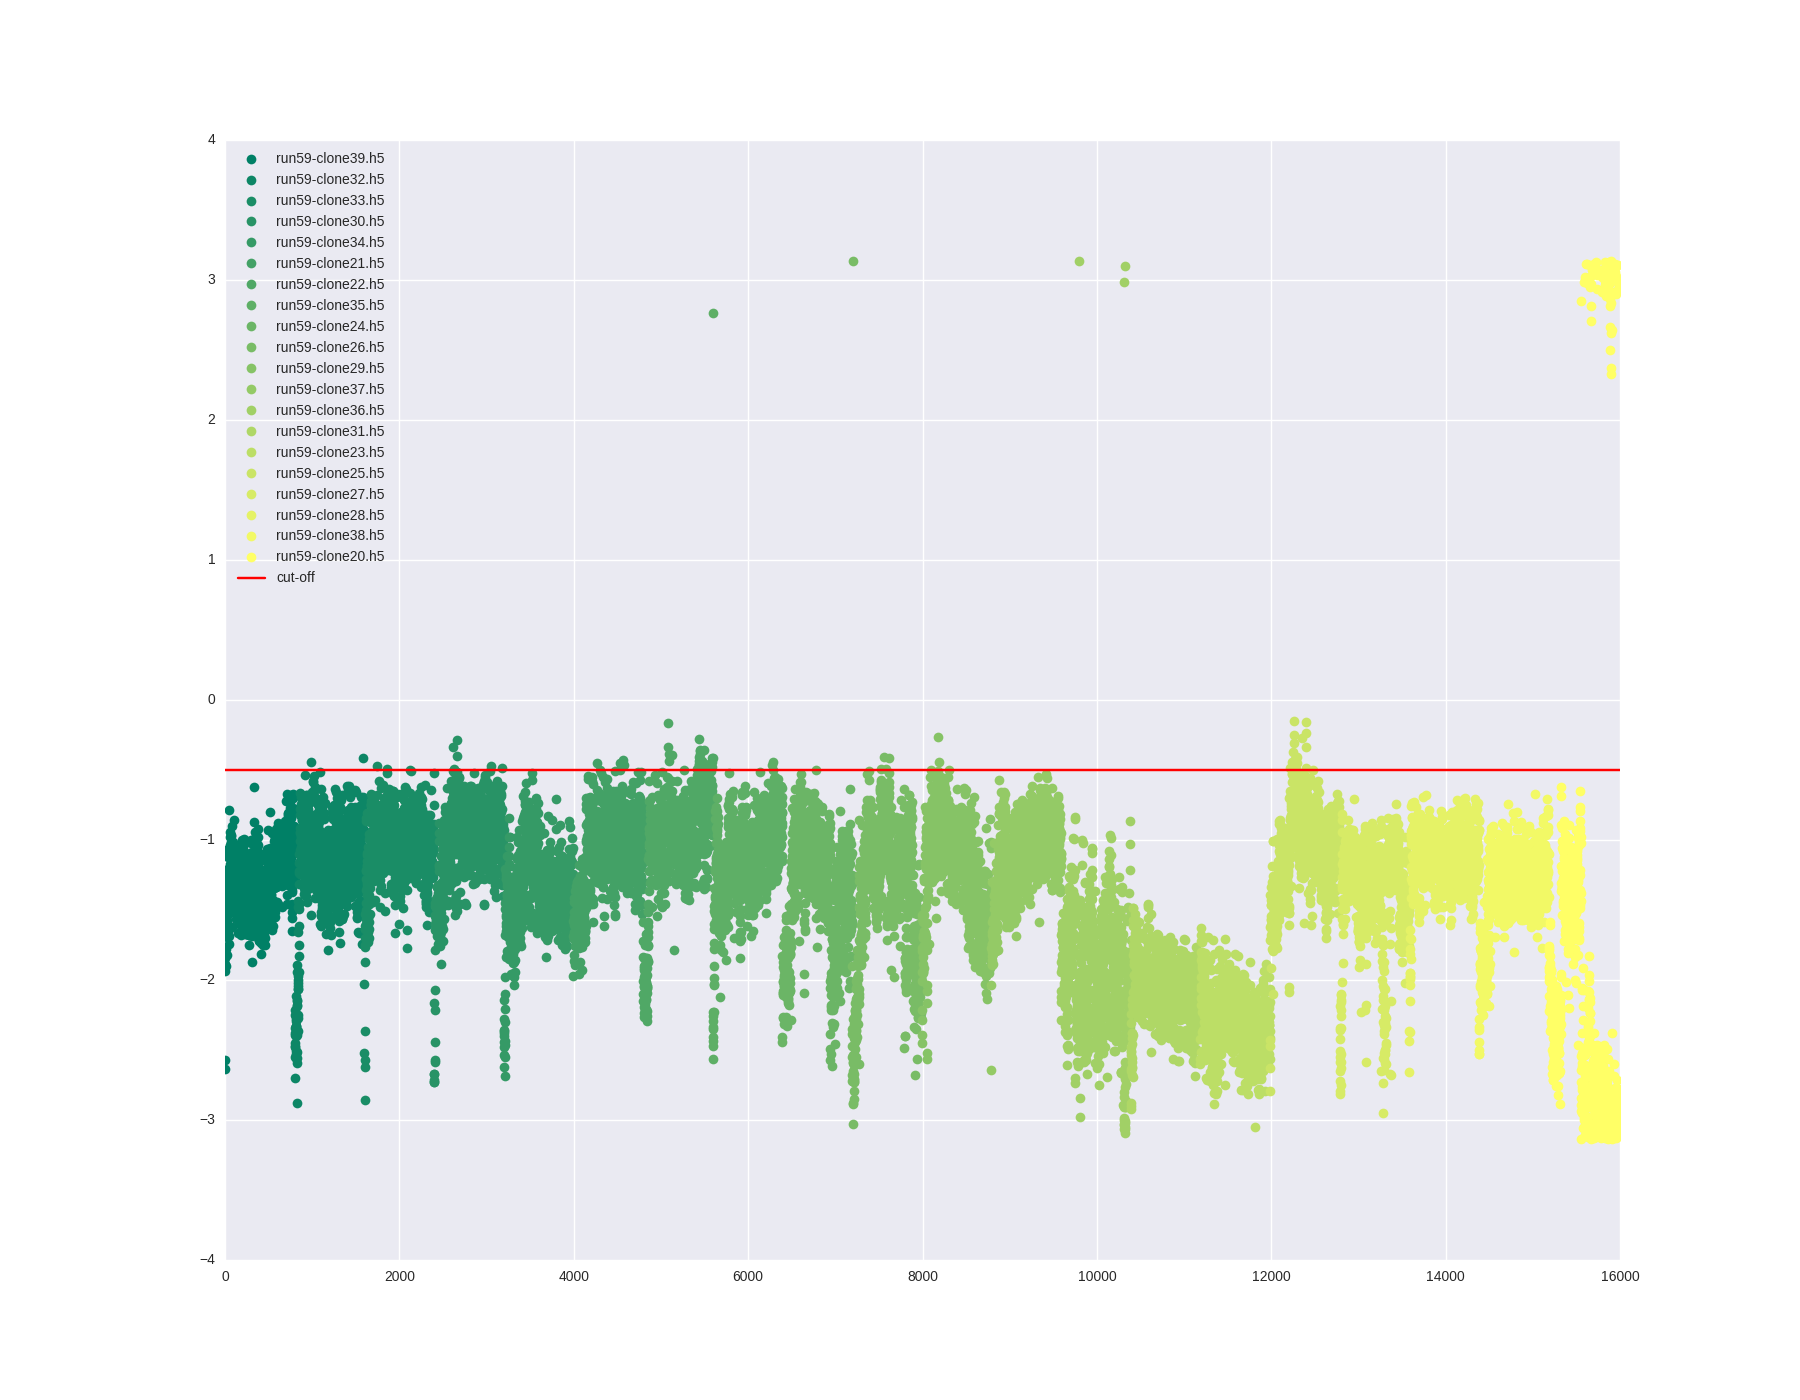 4
3
2
1
0
−1
−2
−3
−4
run59-clone39.h5
run59-clone32.h5
run59-clone33.h5
run59-clone30.h5
run59-clone34.h5
run59-clone21.h5
run59-clone22.h5
run59-clone35.h5
run59-clone24.h5
run59-clone26.h5
run59-clone29.h5
run59-clone37.h5
run59-clone36.h5
run59-clone31.h5
run59-clone23.h5
run59-clone25.h5
run59-clone27.h5
run59-clone28.h5
run59-clone38.h5
run59-clone20.h5
cut-off
0 2000 4000 6000 8000 10000 12000 14000 16000